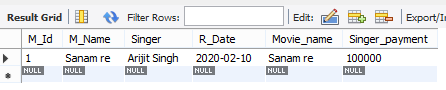 Result Grid Filter Rows: Edit: Export/In
M_Id M_Name Singer R_Date Movie_name Singer_payment
1 Sanam re Arijit Singh 2020-02-10 Sanam re 100000
NULL NULL NULL NULL NULL NULL